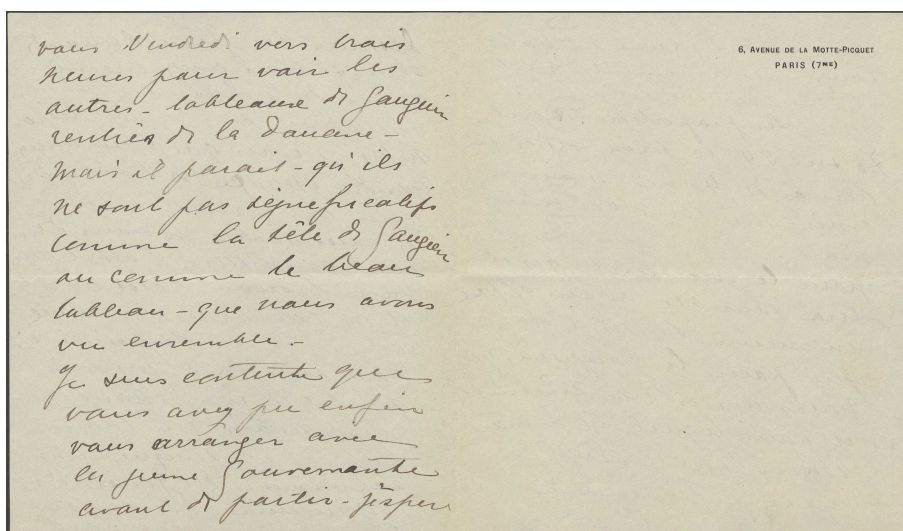 vous Vendredi vers trois
heures pour voir les
autres - tableaux de Gauguin
rentrés de la douane -
mais il parait - qu'ils
ne sont pas significatifs
comme la tête de Gauguin
ou comme le beau
tableau - que nous avons
vu ensemble -
Je suis contente que
vous avez pu enfin
vous arranger avec
la jeune Gouvernante
avant de partir - j'espere
6, AVENUE DE LA MOTTE-PICQUET
PARIS (7ME)